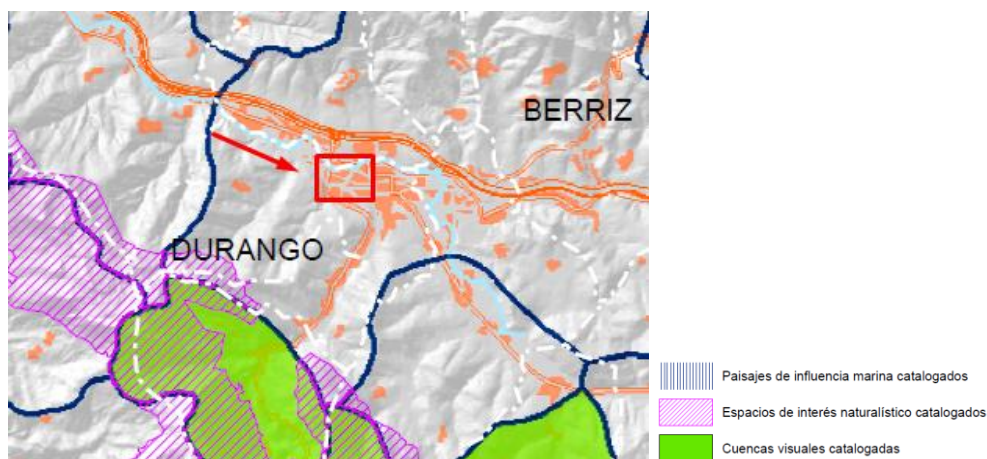 BERRIZ
DURANGO
Paisajes de influencia marina catalogados
Espacios de interés naturalístico catalogados
Cuencas visuales catalogadas